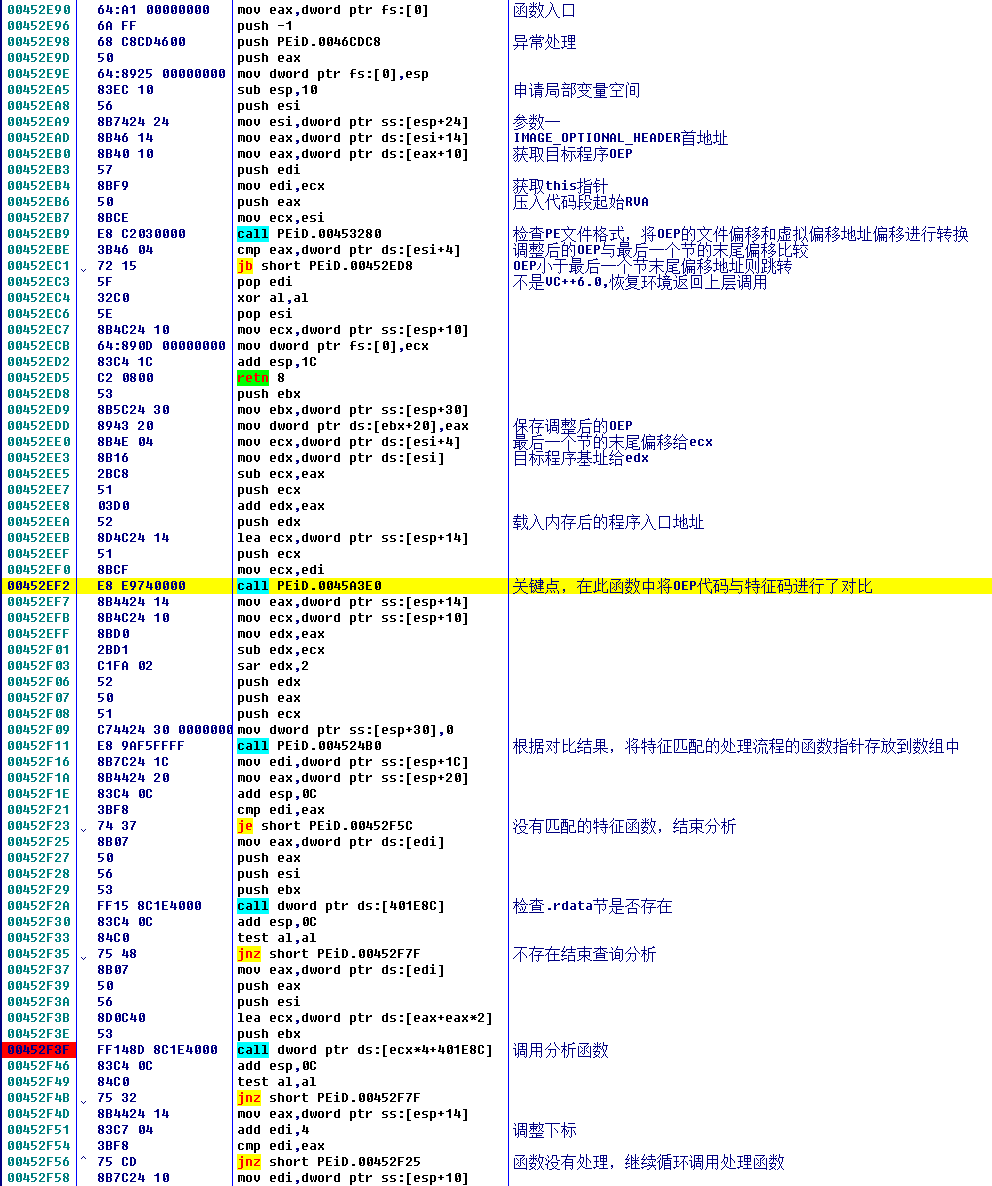 00452E90 64:A1 00000000 mov eax,dword ptr fs:[0] 函数入口
00452E96 6A FF push -1
00452E98 68 C8CD4600 push PEiD.0046CDC8 异常处理
00452E9D 50 push eax
00452E9E 64:8925 00000000 mov dword ptr fs:[0],esp
00452EA5 83EC 10 sub esp,10 申请局部变量空间
00452EA8 56 push esi
00452EA9 8B7424 24 mov esi,dword ptr ss:[esp+24] 参数一
00452EAD 8B46 14 mov eax,dword ptr ds:[esi+14] IMAGE_OPTIONAL_HEADER首地址
00452EB0 8B40 10 mov eax,dword ptr ds:[eax+10] 获取目标程序OEP
00452EB3 57 push edi
00452EB4 8BF9 mov edi,ecx 获取this指针
00452EB6 50 push eax 压入代码段起始RVA
00452EB7 8BCE mov ecx,esi
00452EB9 E8 C2030000 call PEiD.00453280 检查PE文件格式，将OEP的文件偏移和虚拟偏移地址偏移进行转换
00452EBE 3B46 04 cmp eax,dword ptr ds:[esi+4] 调整后的OEP与最后一个节的末尾偏移比较
00452EC1 ⌄ 72 15 jb short PEiD.00452ED8 OEP小于最后一个节末尾偏移地址则跳转
00452EC3 5F pop edi 不是VC++6.0,恢复环境返回上层调用
00452EC4 32C0 xor al,al
00452EC6 5E pop esi
00452EC7 8B4C24 10 mov ecx,dword ptr ss:[esp+10]
00452ECB 64:890D 00000000 mov dword ptr fs:[0],ecx
00452ED2 83C4 1C add esp,1C
00452ED5 C2 0800 retn 8
00452ED8 53 push ebx
00452ED9 8B5C24 30 mov ebx,dword ptr ss:[esp+30]
00452EDD 8943 20 mov dword ptr ds:[ebx+20],eax 保存调整后的OEP
00452EE0 8B4E 04 mov ecx,dword ptr ds:[esi+4] 最后一个节的末尾偏移给ecx
00452EE3 8B16 mov edx,dword ptr ds:[esi] 目标程序基址给edx
00452EE5 2BC8 sub ecx,eax
00452EE7 51 push ecx
00452EE8 03D0 add edx,eax
00452EEA 52 push edx 载入内存后的程序入口地址
00452EEB 8D4C24 14 lea ecx,dword ptr ss:[esp+14]
00452EEF 51 push ecx
00452EF0 8BCF mov ecx,edi
00452EF2 E8 E9740000 call PEiD.0045A3E0 关键点，在此函数中将OEP代码与特征码进行了对比
00452EF7 8B4424 14 mov eax,dword ptr ss:[esp+14]
00452EFB 8B4C24 10 mov ecx,dword ptr ss:[esp+10]
00452EFF 8BD0 mov edx,eax
00452F01 2BD1 sub edx,ecx
00452F03 C1FA 02 sar edx,2
00452F06 52 push edx
00452F07 50 push eax
00452F08 51 push ecx
00452F09 C74424 30 0000000 mov dword ptr ss:[esp+30],0
00452F11 E8 9AF5FFFF call PEiD.004524B0 根据对比结果，将特征匹配的处理流程的函数指针存放到数组中
00452F16 8B7C24 1C mov edi,dword ptr ss:[esp+1C]
00452F1A 8B4424 20 mov eax,dword ptr ss:[esp+20]
00452F1E 83C4 0C add esp,0C
00452F21 3BF8 cmp edi,eax
00452F23 ⌄ 74 37 je short PEiD.00452F5C 没有匹配的特征函数，结束分析
00452F25 8B07 mov eax,dword ptr ds:[edi]
00452F27 50 push eax
00452F28 56 push esi
00452F29 53 push ebx
00452F2A FF15 8C1E4000 call dword ptr ds:[401E8C] 检查.rdata节是否存在
00452F30 83C4 0C add esp,0C
00452F33 84C0 test al,al
00452F35 ⌄ 75 48 jnz short PEiD.00452F7F 不存在结束查询分析
00452F37 8B07 mov eax,dword ptr ds:[edi]
00452F39 50 push eax
00452F3A 56 push esi
00452F3B 8D0C40 lea ecx,dword ptr ds:[eax+eax*2]
00452F3E 53 push ebx
00452F3F FF148D 8C1E4000 call dword ptr ds:[ecx*4+401E8C] 调用分析函数
00452F46 83C4 0C add esp,0C
00452F49 84C0 test al,al
00452F4B ⌄ 75 32 jnz short PEiD.00452F7F
00452F4D 8B4424 14 mov eax,dword ptr ss:[esp+14]
00452F51 83C7 04 add edi,4 调整下标
00452F54 3BF8 cmp edi,eax
00452F56 ^ 75 CD jnz short PEiD.00452F25 函数没有处理，继续循环调用处理函数
00452F58 8B7C24 10 mov edi,dword ptr ss:[esp+10]